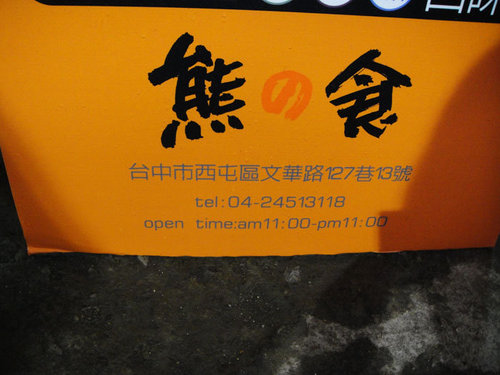 熊の食
台中市西屯區文華路127巷13號
tel:04-24513118
open time:am11:00-pm11:00